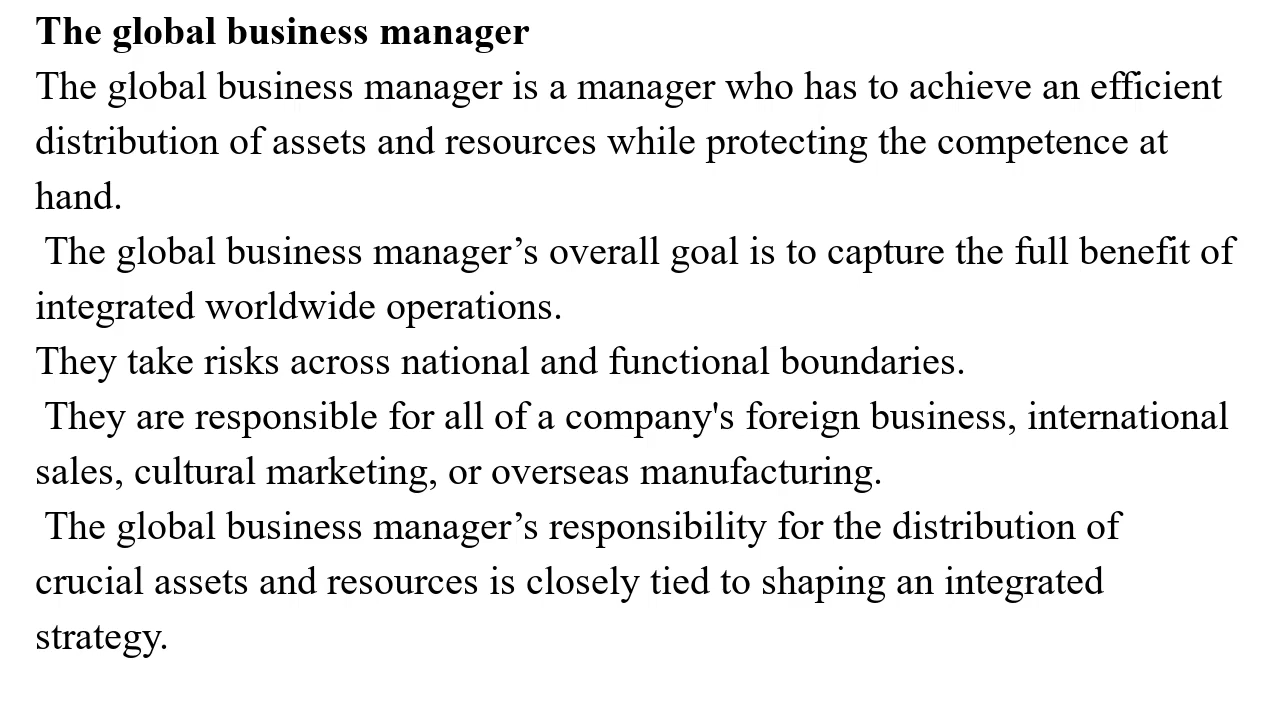 The global business manager
The global business manager is a manager who has to achieve an efficient
distribution of assets and resources while protecting the competence at
hand.
The global business manager’s overall goal is to capture the full benefit of
integrated worldwide operations.
They take risks across national and functional boundaries.
They are responsible for all of a company's foreign business, international
sales, cultural marketing, or overseas manufacturing.
The global business manager’s responsibility for the distribution of
crucial assets and resources is closely tied to shaping an integrated
strategy.